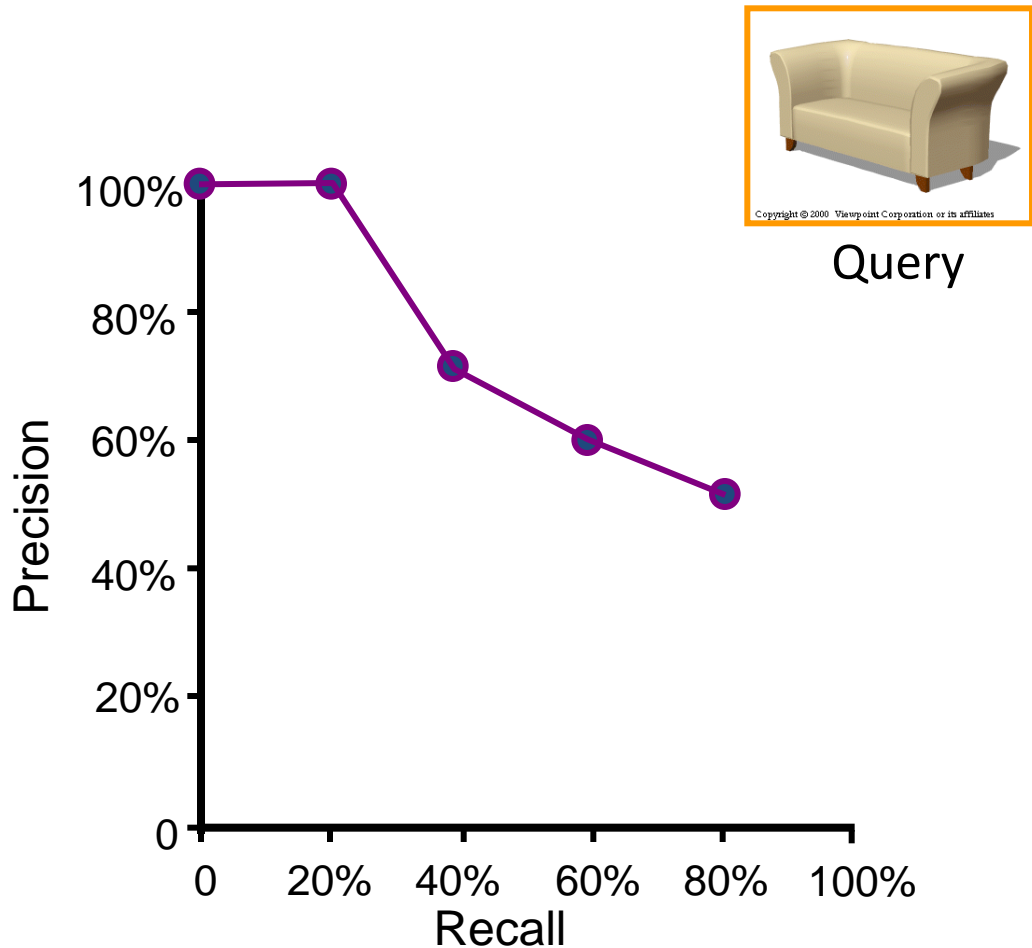 Copyright © 2000 Viewpoint Corporation or its affiliates
Query
100%
80%
60%
40%
20%
0
Precision
0 20% 40% 60% 80% 100%
Recall